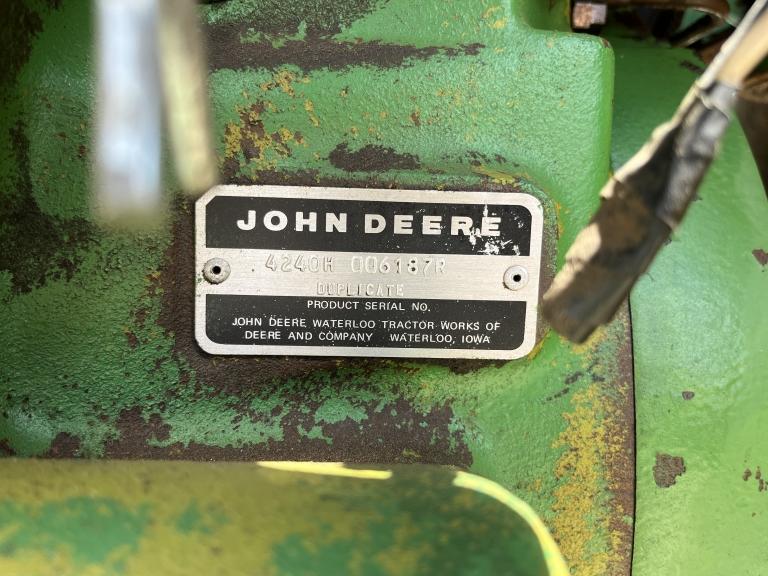 JOHN DEERE
4240H 006187R
DUPLICATE
PRODUCT SERIAL NO.
JOHN DEERE WATERLOO TRACTOR WORKS OF
DEERE AND COMPANY WATERLOO, IOWA